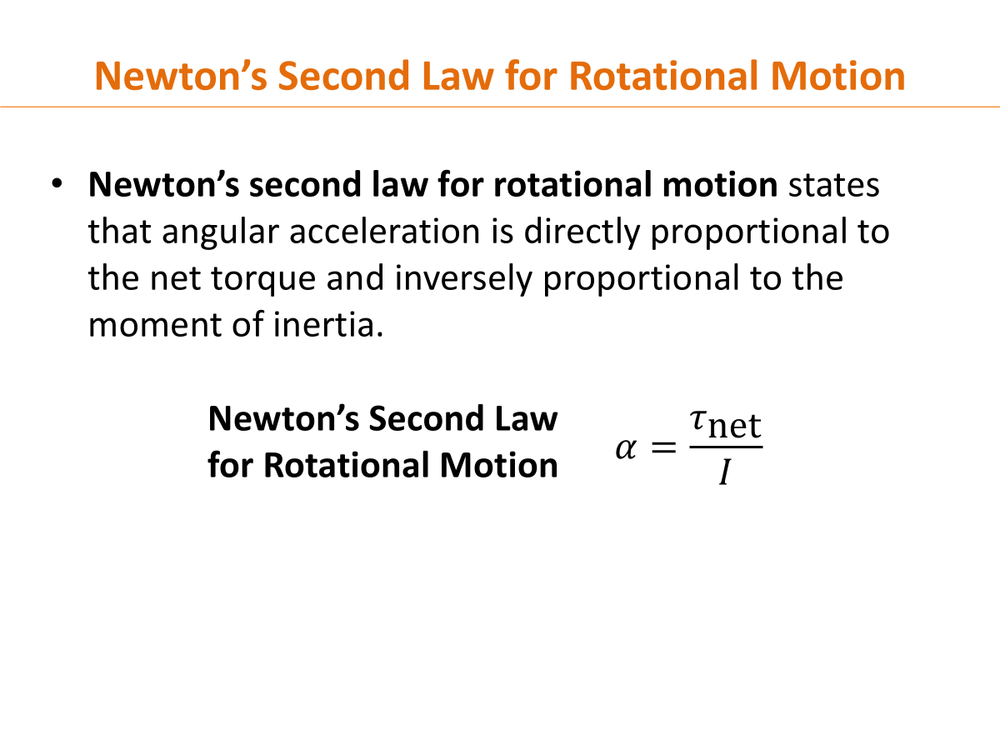 Newton’s Second Law for Rotational Motion
• Newton’s second law for rotational motion states
that angular acceleration is directly proportional to
the net torque and inversely proportional to the
moment of inertia.
Newton’s Second Law
for Rotational Motion
α = τnet / I